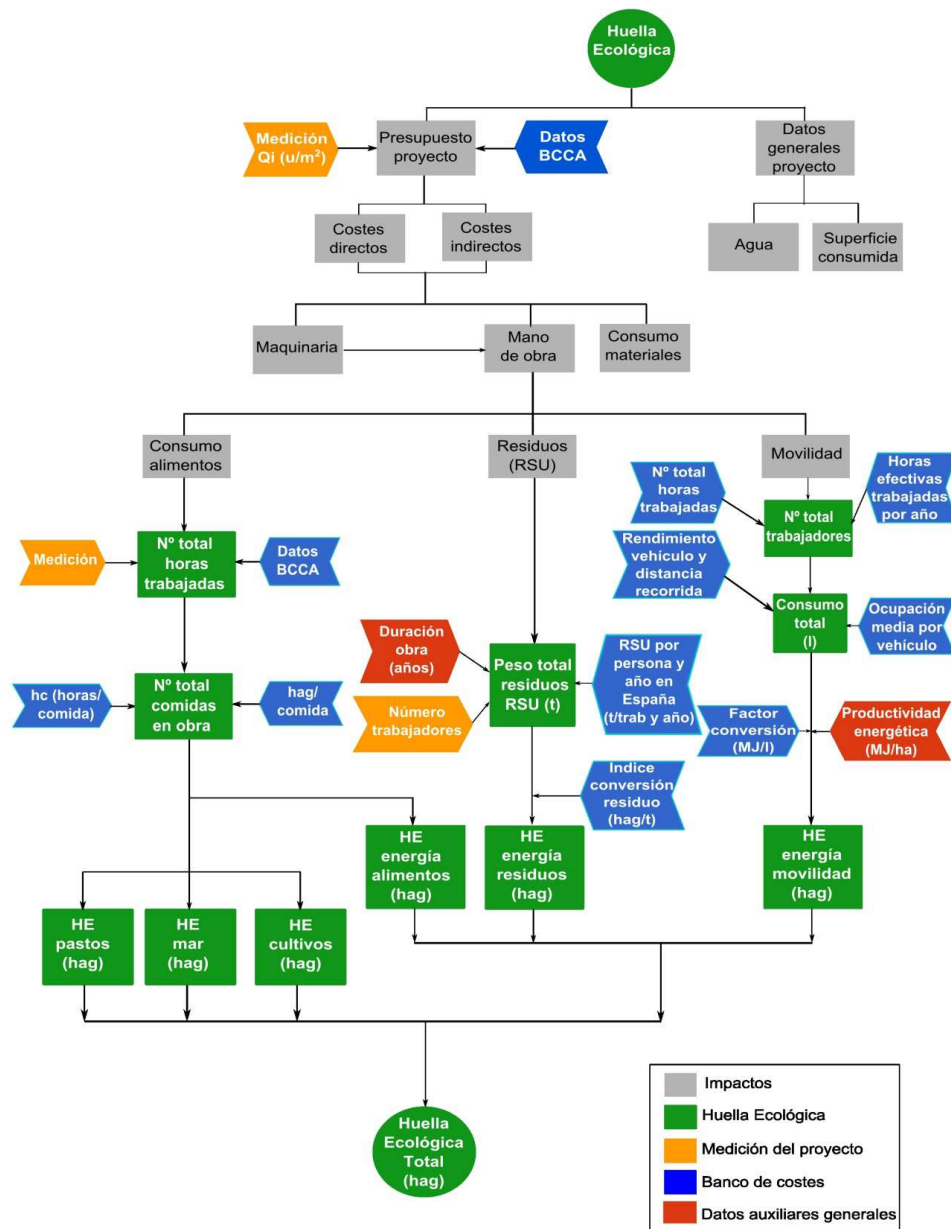 Huella
Ecológica
Medición
Qi (u/m²)
Presupuesto
proyecto
Datos
BCCA
Datos
generales
proyecto
Costes
directos
Costes
indirectos
Agua
Superficie
consumida
Maquinaria
Mano
de obra
Consumo
materiales
Consumo
alimentos
Residuos
(RSU)
Movilidad
Nº total
horas
trabajadas
Horas
efectivas
trabajadas
por año
Nº total
trabajadores
Medición
Nº total
horas
trabajadas
Datos
BCCA
Rendimiento
vehículo y
distancia
recorrida
Consumo
total
(l)
Ocupación
media por
vehículo
Duración
obra
(años)
Peso total
residuos
RSU (t)
RSU por
persona y
año en
España
(t/trab y año)
hc (horas/
comida)
Nº total
comidas
en obra
hag/
comida
Número
trabajadores
Factor
conversión
(MJ/l)
Productividad
energética
(MJ/ha)
Indice
conversión
residuo
(hag/t)
HE
energía
alimentos
(hag)
HE
energía
residuos
(hag)
HE
energía
movilidad
(hag)
HE
pastos
(hag)
HE
mar
(hag)
HE
cultivos
(hag)
Huella
Ecológica
Total
(hag)
Impactos
Huella Ecológica
Medición del proyecto
Banco de costes
Datos auxiliares generales